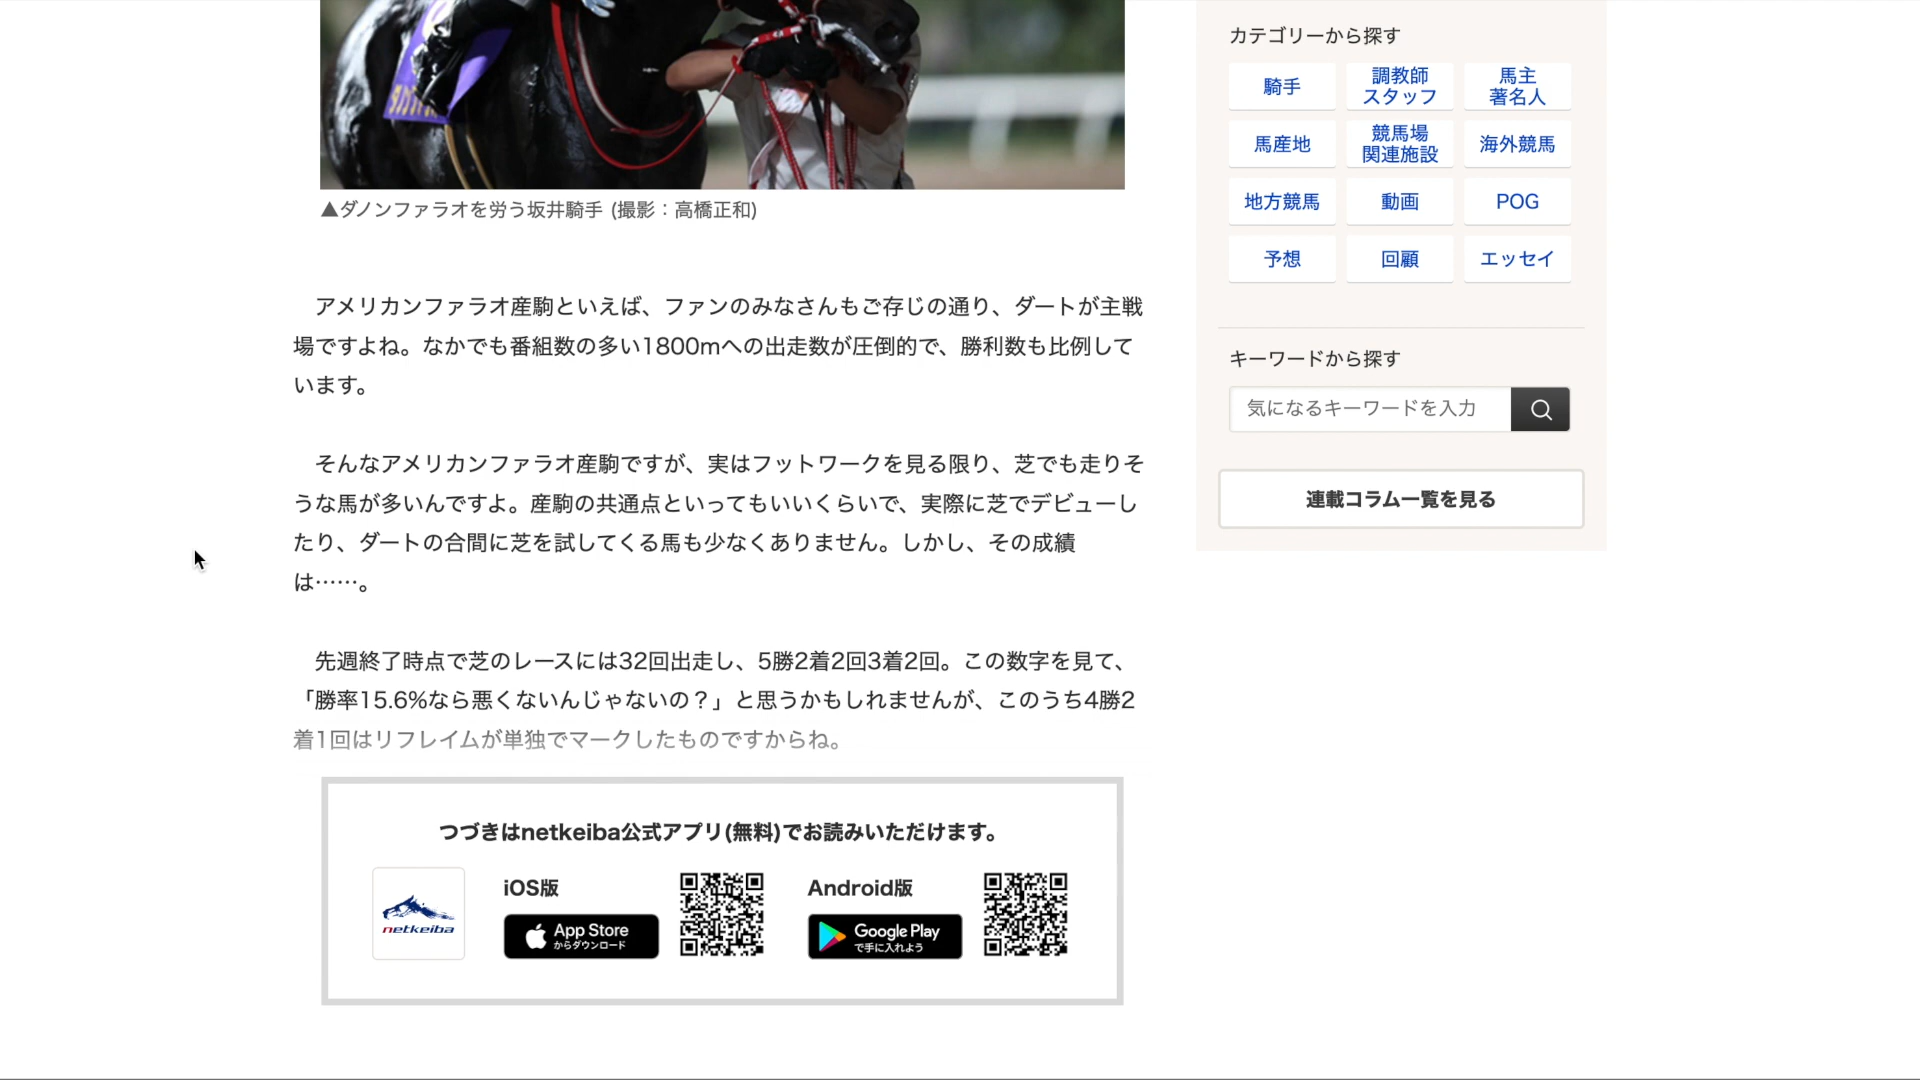 ▲ダノンファラオを労う坂井騎手 (撮影：高橋正和)
アメリカンファラオ産駒といえば、ファンのみなさんもご存じの通り、ダートが主戦
場ですよね。なかでも番組数の多い1800mへの出走数が圧倒的で、勝利数も比例して
います。
そんなアメリカンファラオ産駒ですが、実はフットワークを見る限り、芝でも走りそ
うな馬が多いんですよ。産駒の共通点といってもいいくらいで、実際に芝でデビューし
たり、ダートの合間に芝を試してくる馬も少なくありません。しかし、その成績
は……。
先週終了時点で芝のレースには32回出走し、5勝2着2回3着2回。この数字を見て、
「勝率15.6%なら悪くないんじゃないの？」と思うかもしれませんが、このうち4勝2
着1回はリフレイムが単独でマークしたものですからね。
つづきはnetkeiba公式アプリ(無料)でお読みいただけます。
netkeiba
iOS版
App Store
からダウンロード
Android版
Google Play
で手に入れよう
カテゴリーから探す
騎手
調教師
スタッフ
馬主
著名人
馬産地
競馬場
関連施設
海外競馬
地方競馬
動画
POG
予想
回顧
エッセイ
キーワードから探す
気になるキーワードを入力
連載コラム一覧を見る